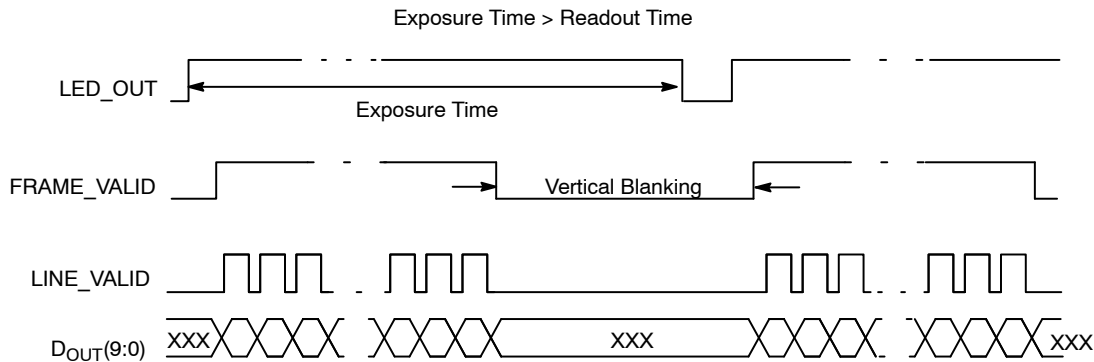 Exposure Time > Readout Time
LED_OUT
Exposure Time
FRAME_VALID
Vertical Blanking
LINE_VALID
DOUT(9:0)
XXX
XXX
XXX